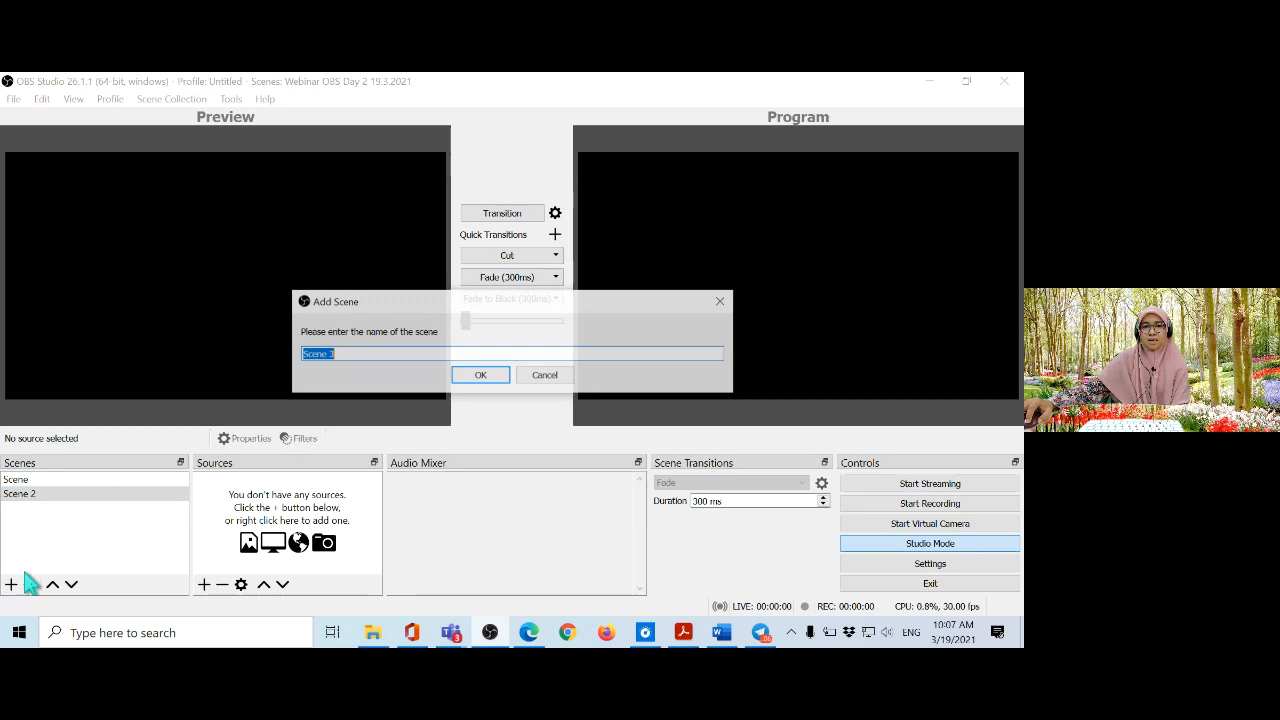 OBS Studio 26.1.1 (64-bit, windows) - Profile: Untitled - Scenes: Webinar OBS Day 2 19.3.2021
File Edit View Profile Scene Collection Tools Help
Preview
Program
Transition
Quick Transitions
Cut
Fade (300ms)
Fade to Black (300ms)
Add Scene
Please enter the name of the scene
Scene 3
OK
Cancel
No source selected
Properties
Filters
Scenes
Scene
Scene 2
Sources
You don't have any sources.
Click the + button below,
or right click here to add one.
Audio Mixer
Scene Transitions
Fade
Duration 300 ms
Controls
Start Streaming
Start Recording
Start Virtual Camera
Studio Mode
Settings
Exit
LIVE: 00:00:00
REC: 00:00:00
CPU: 0.8%, 30.00 fps
Type here to search
3
ENG
10:07 AM
3/19/2021